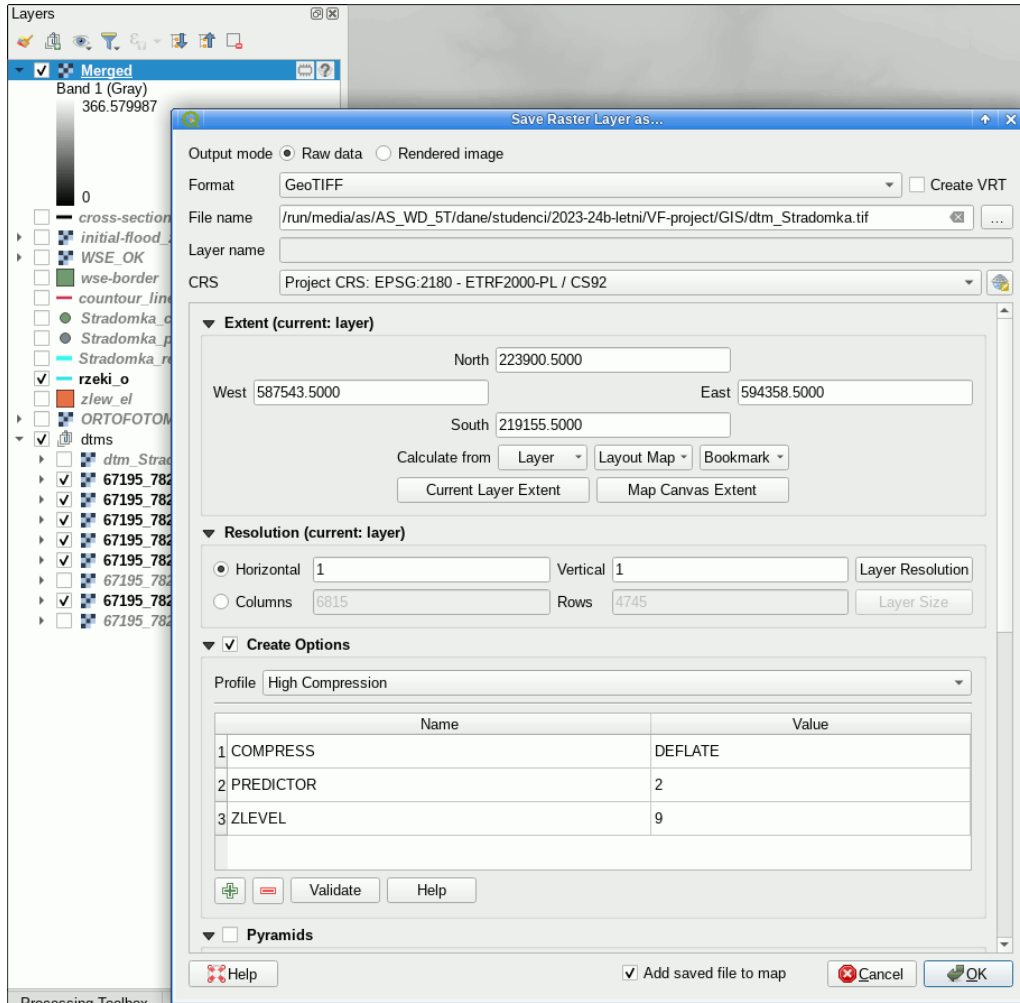 Layers
Merged
Band 1 (Gray)
366.579987
0
cross-section
initial-flood_
WSE_OK
wse-border
countour_line
Stradomka_c
Stradomka_p
Stradomka_re
rzeki_o
zlew_el
ORTOFOTOM
dtms
dtm_Strad
67195_782
67195_782
67195_782
67195_782
67195_782
67195_782
67195_782
67195_782
Processing Toolbox
Save Raster Layer as...
Output mode Raw data Rendered image
Format GeoTIFF Create VRT
File name /run/media/as/AS_WD_5T/dane/studenci/2023-24b-letni/VF-project/GIS/dtm_Stradomka.tif ...
Layer name
CRS Project CRS: EPSG:2180 - ETRF2000-PL / CS92
Extent (current: layer)
North 223900.5000
West 587543.5000 East 594358.5000
South 219155.5000
Calculate from Layer Layout Map Bookmark
Current Layer Extent Map Canvas Extent
Resolution (current: layer)
Horizontal 1 Vertical 1 Layer Resolution
Columns 6815 Rows 4745 Layer Size
Create Options
Profile High Compression
Name Value
1 COMPRESS DEFLATE
2 PREDICTOR 2
3 ZLEVEL 9
Validate Help
Pyramids
Help Add saved file to map Cancel OK